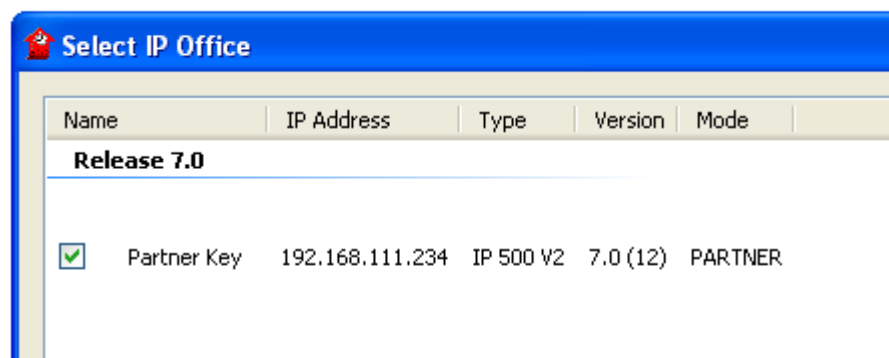 Select IP Office
Name IP Address Type Version Mode
Release 7.0
Partner Key 192.168.111.234 IP 500 V2 7.0 (12) PARTNER